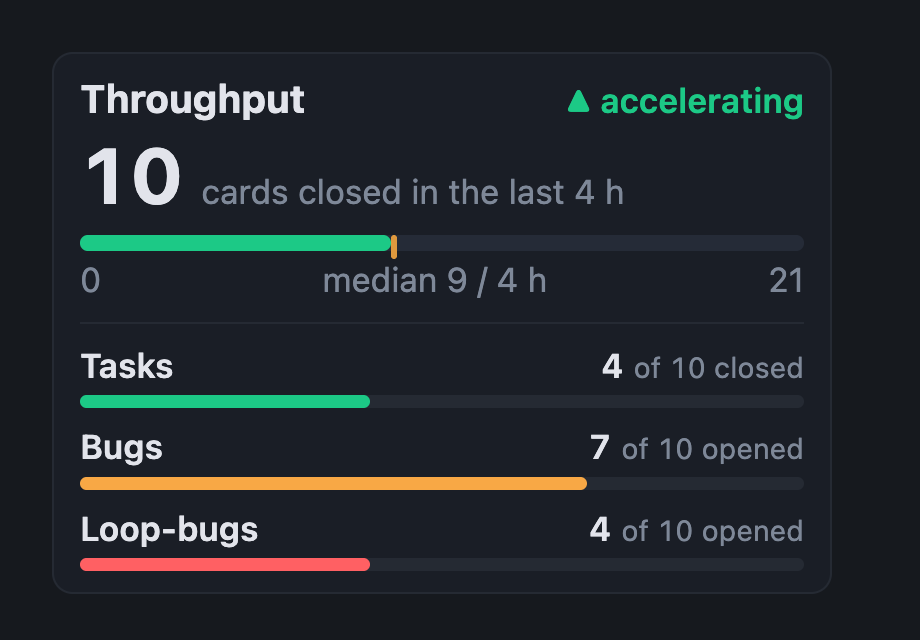 Throughput ▲ accelerating
10 cards closed in the last 4 h
0 median 9 / 4 h 21
Tasks 4 of 10 closed
Bugs 7 of 10 opened
Loop-bugs 4 of 10 opened